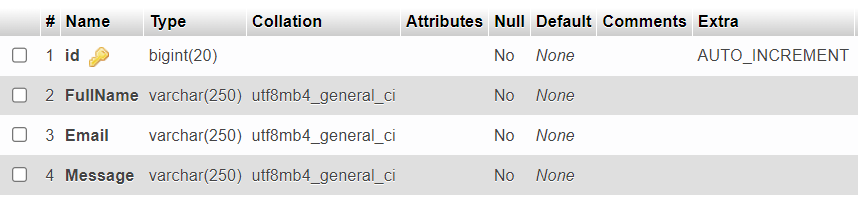 # Name Type Collation Attributes Null Default Comments Extra
1 id bigint(20) No None AUTO_INCREMENT
2 FullName varchar(250) utf8mb4_general_ci No None
3 Email varchar(250) utf8mb4_general_ci No None
4 Message varchar(250) utf8mb4_general_ci No None